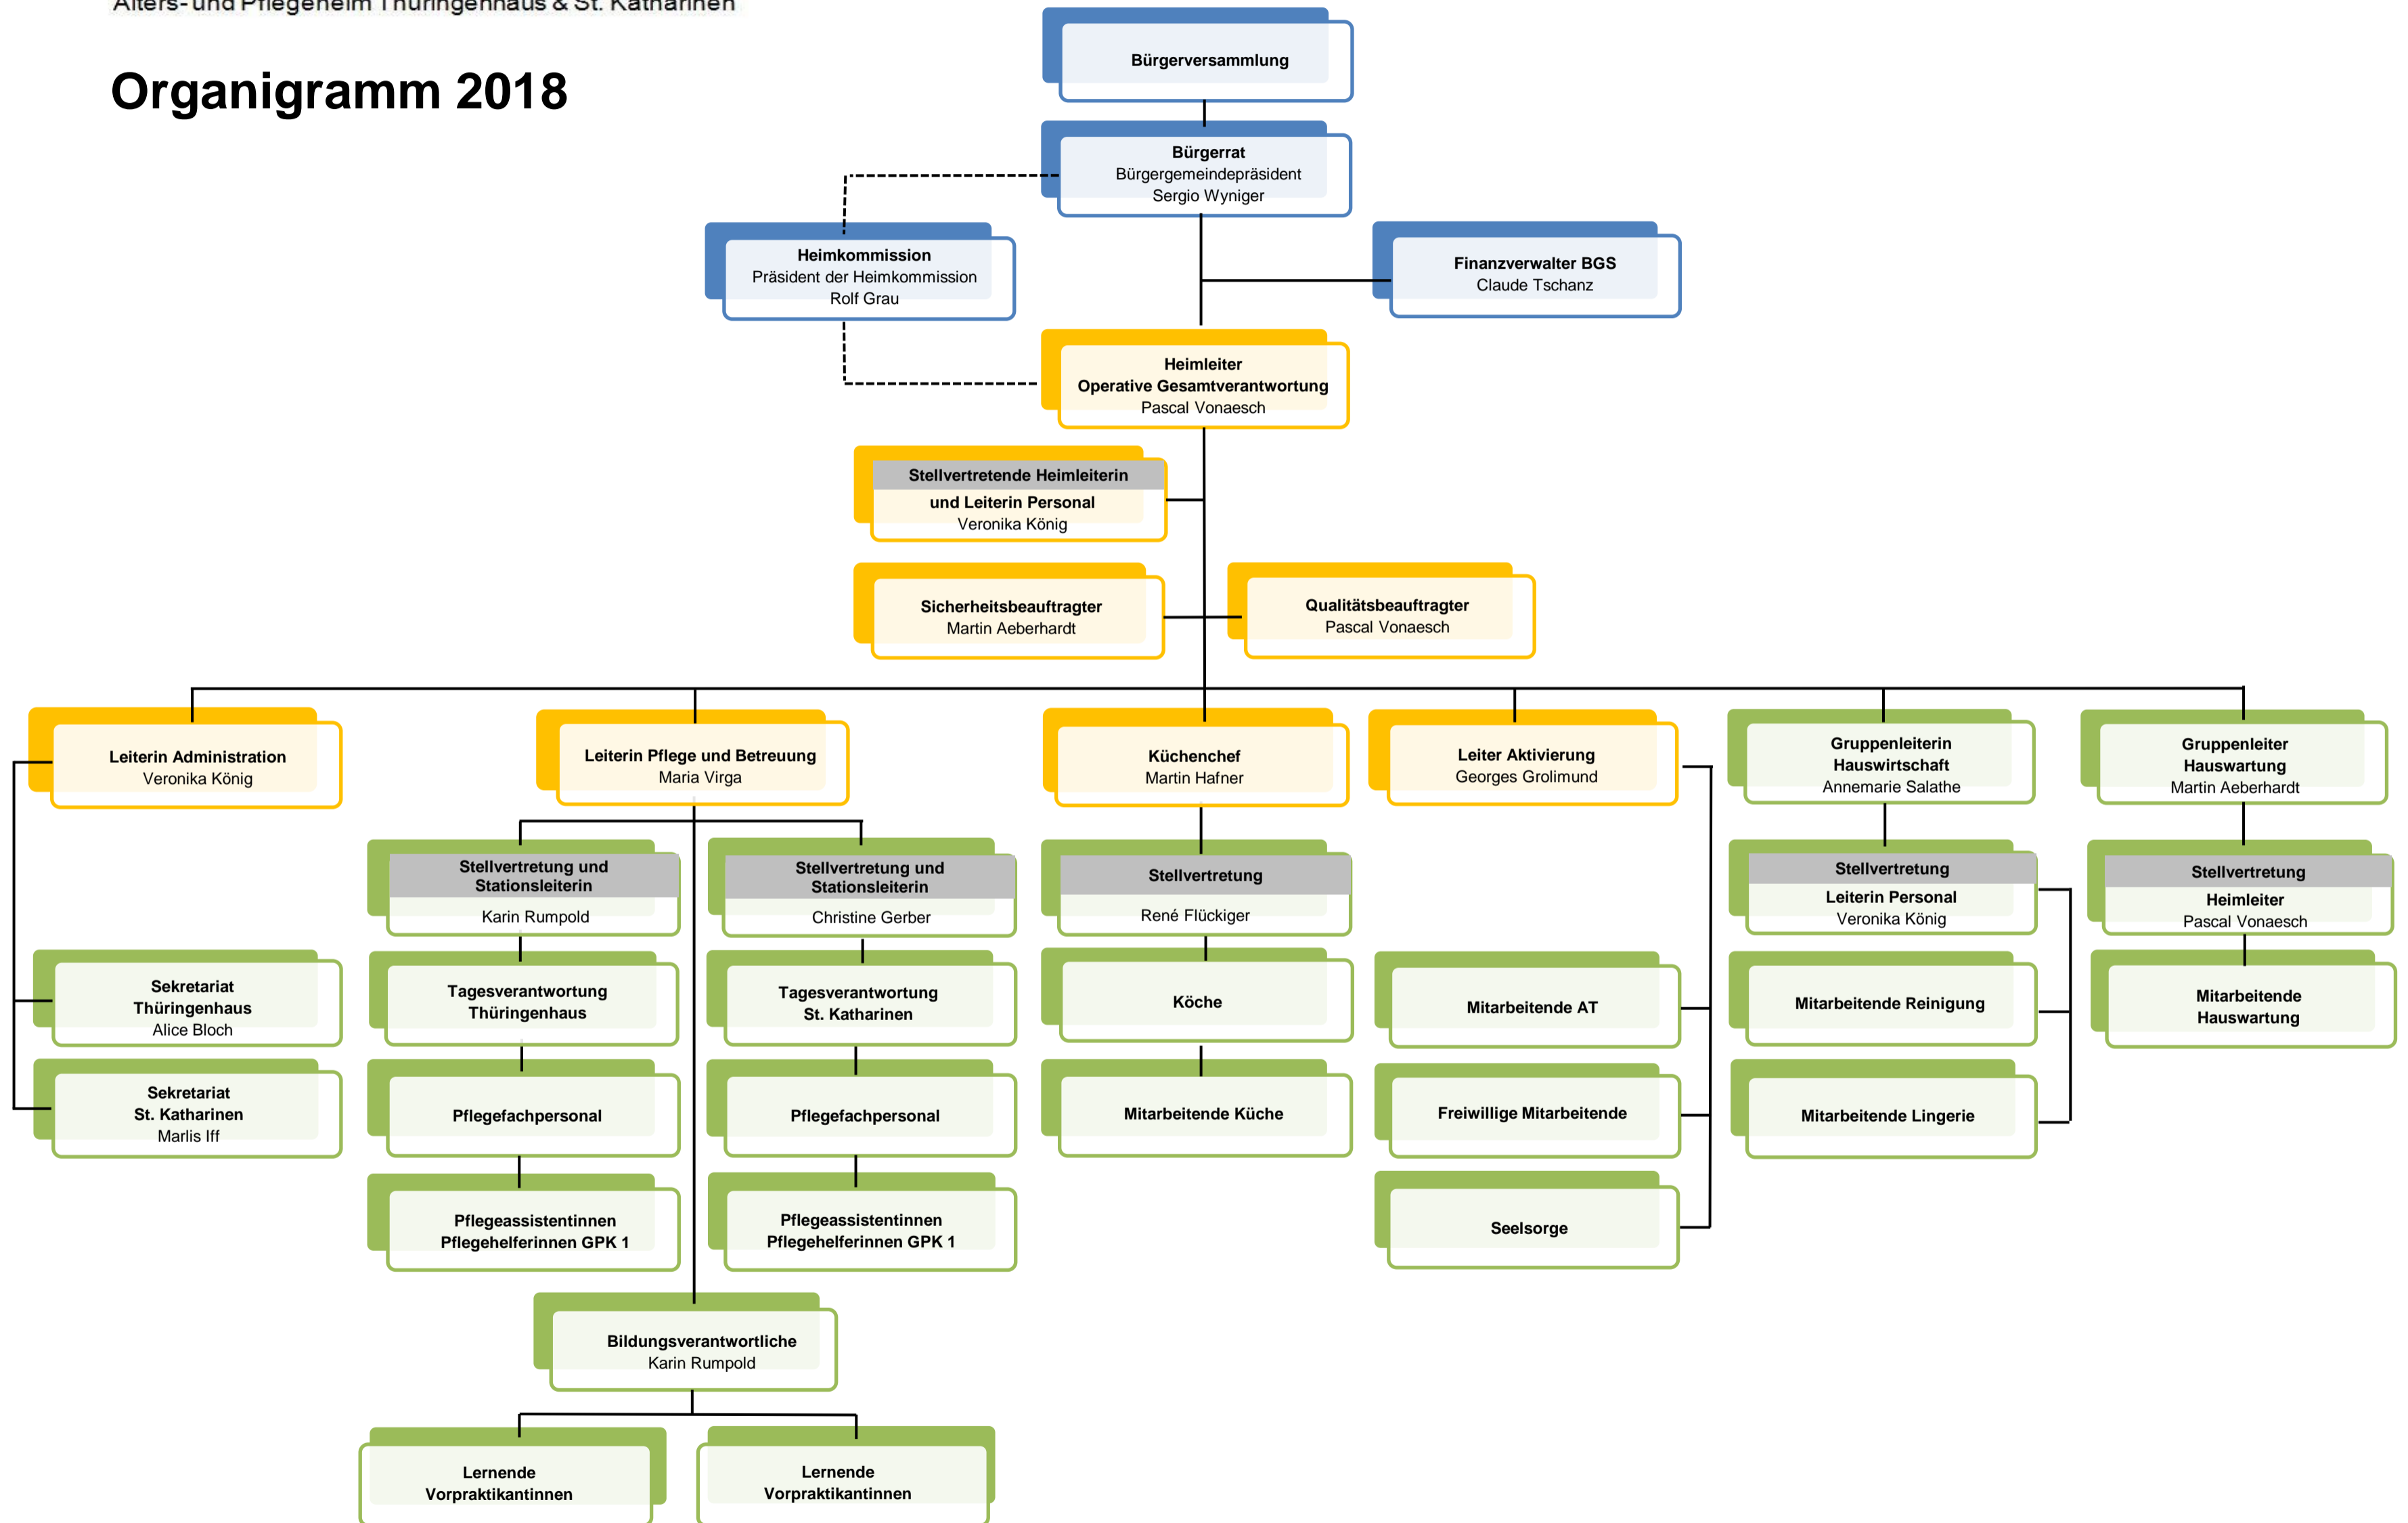 Alters- und Pflegeheim Thüringenhaus & St. Katharinen
Organigramm 2018
Bürgerversammlung
Bürgerrat
Bürgergemeindepräsident
Sergio Wyniger
Heimkommission
Präsident der Heimkommission
Rolf Grau
Finanzverwalter BGS
Claude Tschanz
Heimleiter
Operative Gesamtverantwortung
Pascal Vonaesch
Stellvertretende Heimleiterin
und Leiterin Personal
Veronika König
Sicherheitsbeauftragter
Martin Aeberhardt
Qualitätsbeauftragter
Pascal Vonaesch
Leiterin Administration
Veronika König
Leiterin Pflege und Betreuung
Maria Virga
Küchenchef
Martin Hafner
Leiter Aktivierung
Georges Grolimund
Gruppenleiterin
Hauswirtschaft
Annemarie Salathe
Gruppenleiter
Hauswartung
Martin Aeberhardt
Stellvertretung und
Stationsleiterin
Karin Rumpold
Stellvertretung und
Stationsleiterin
Christine Gerber
Stellvertretung
René Flückiger
Stellvertretung
Leiterin Personal
Veronika König
Stellvertretung
Heimleiter
Pascal Vonaesch
Sekretariat
Thüringenhaus
Alice Bloch
Tagesverantwortung
Thüringenhaus
Tagesverantwortung
St. Katharinen
Köche
Mitarbeitende AT
Mitarbeitende Reinigung
Mitarbeitende
Hauswartung
Sekretariat
St. Katharinen
Marlis Iff
Pflegefachpersonal
Pflegefachpersonal
Mitarbeitende Küche
Freiwillige Mitarbeitende
Mitarbeitende Lingerie
Pflegeassistentinnen
Pflegehelferinnen GPK 1
Pflegeassistentinnen
Pflegehelferinnen GPK 1
Seelsorge
Bildungsverantwortliche
Karin Rumpold
Lernende
Vorpraktikantinnen
Lernende
Vorpraktikantinnen